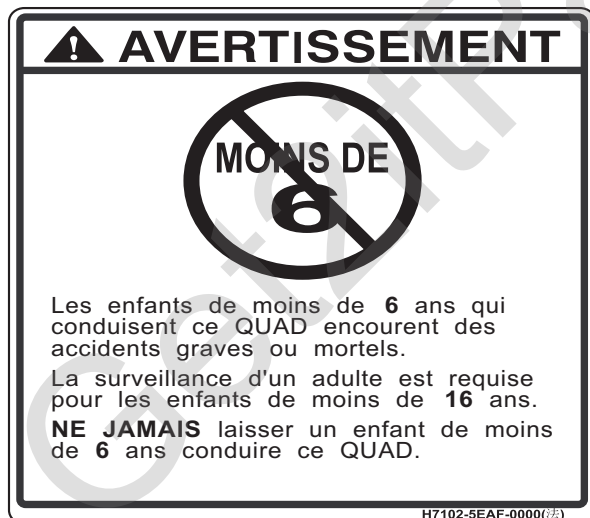 AVERTISSEMENT
MOINS DE
6
Les enfants de moins de 6 ans qui
conduisent ce QUAD encourent des
accidents graves ou mortels.
La surveillance d'un adulte est requise
pour les enfants de moins de 16 ans.
NE JAMAIS laisser un enfant de moins
de 6 ans conduire ce QUAD.
H7102-5EAF-0000(法)